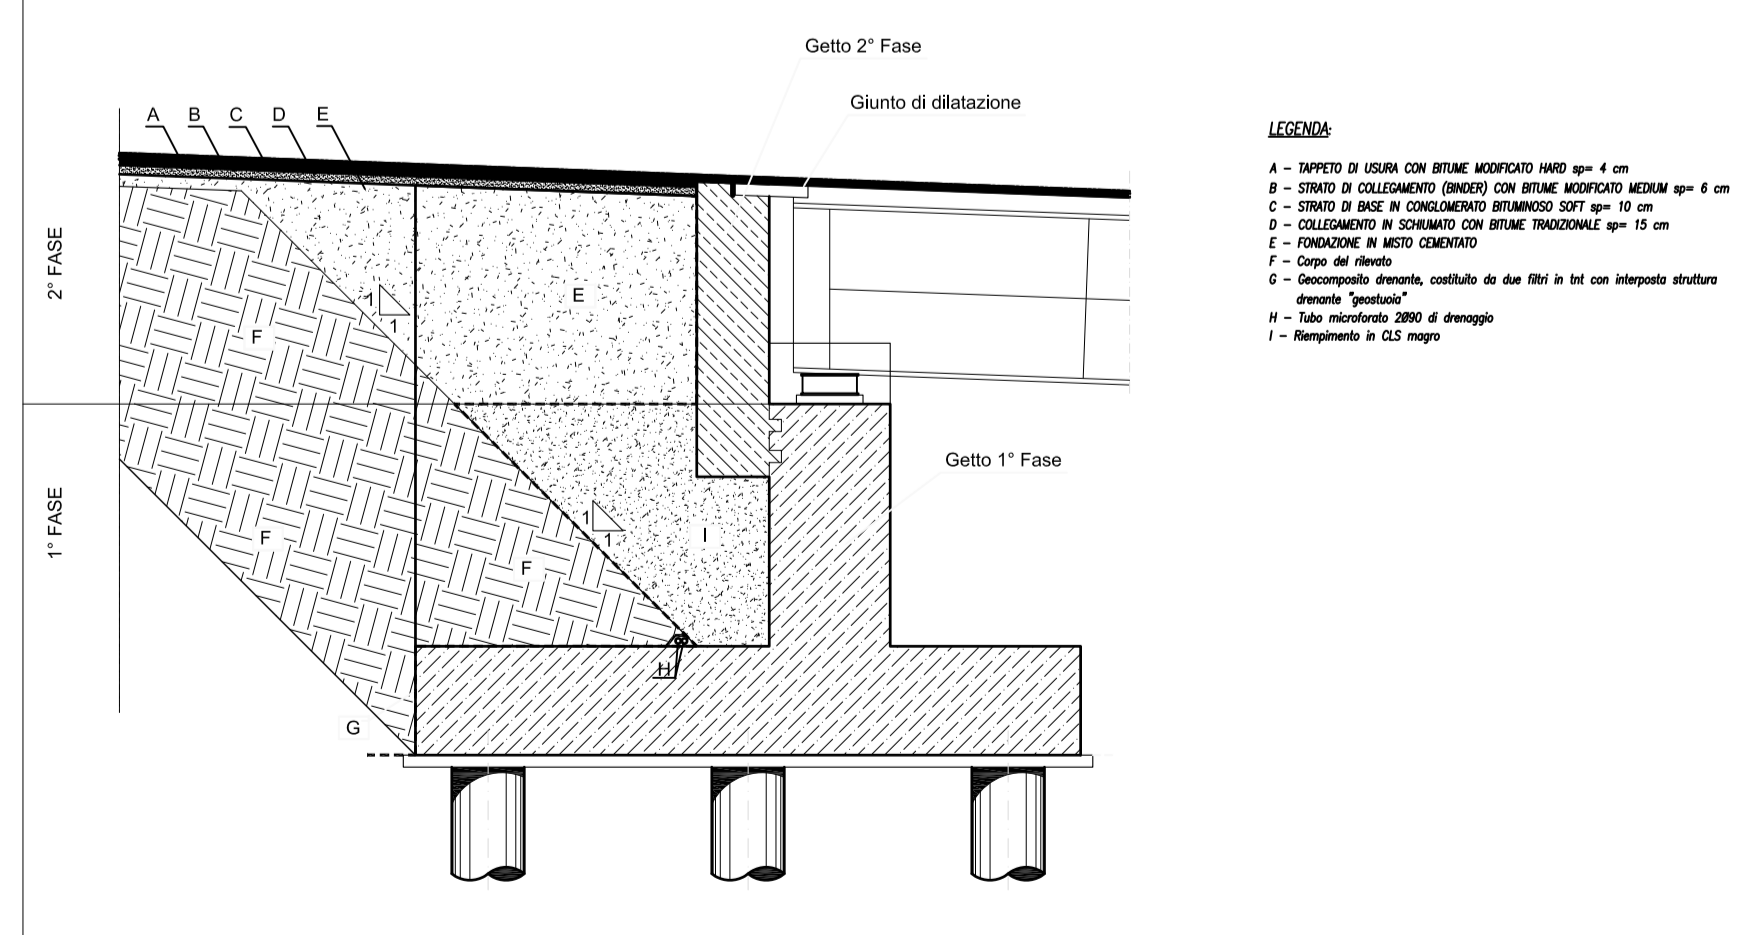 Getto 2° Fase
Giunto di dilatazione
A B C D E
2° FASE
1
1
E
F
Getto 1° Fase
1° FASE
1
1
I
F
F
H
G
LEGENDA:
A – TAPPETO DI USURA CON BITUME MODIFICATO HARD sp= 4 cm
B – STRATO DI COLLEGAMENTO (BINDER) CON BITUME MODIFICATO MEDIUM sp= 6 cm
C – STRATO DI BASE IN CONGLOMERATO BITUMINOSO SOFT sp= 10 cm
D – COLLEGAMENTO IN SCHIUMATO CON BITUME TRADIZIONALE sp= 15 cm
E – FONDAZIONE IN MISTO CEMENTATO
F – Corpo del rilevato
G – Geocomposito drenante, costituito da due filtri in tnt con interposta struttura
drenante "geostuoia"
H – Tubo microforato 2Ø90 di drenaggio
I – Riempimento in CLS magro